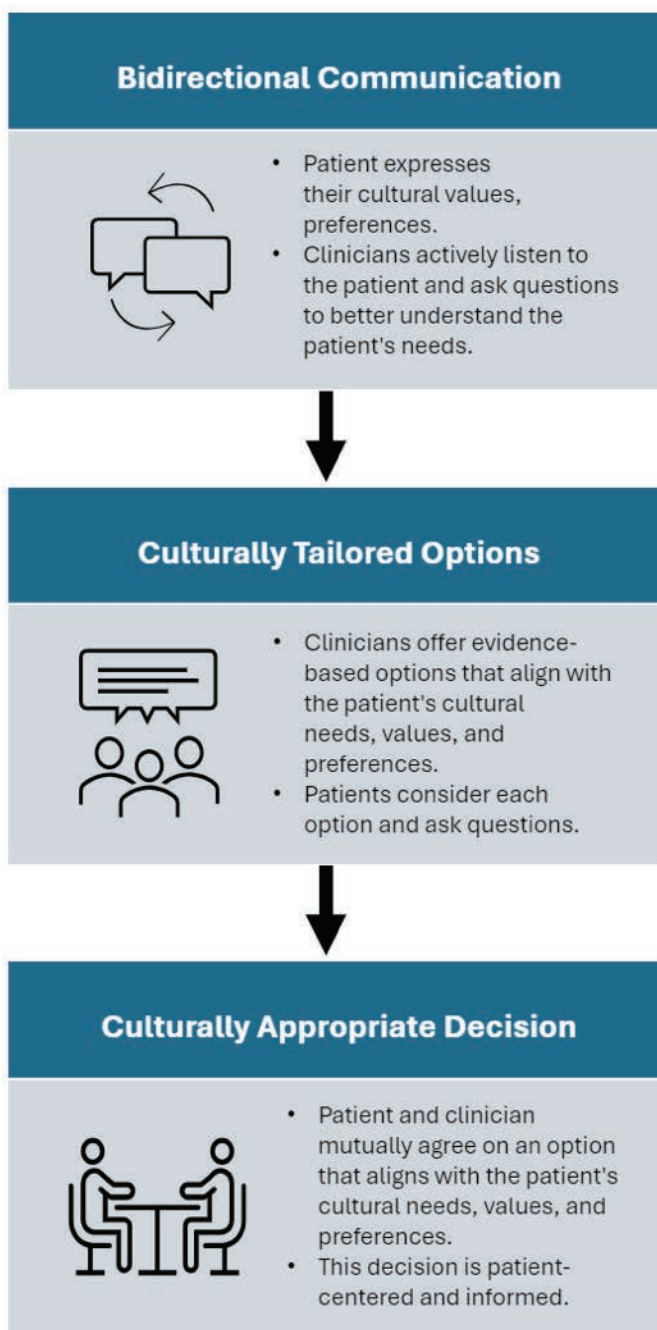 Bidirectional Communication
• Patient expresses
their cultural values,
preferences.
• Clinicians actively listen to
the patient and ask questions
to better understand the
patient's needs.
Culturally Tailored Options
• Clinicians offer evidence-
based options that align with
the patient's cultural
needs, values, and
preferences.
• Patients consider each
option and ask questions.
Culturally Appropriate Decision
• Patient and clinician
mutually agree on an option
that aligns with the patient's
cultural needs, values, and
preferences.
• This decision is patient-
centered and informed.